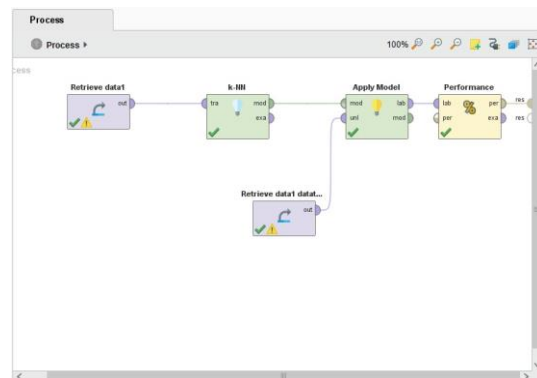 Process
Process
100%
cess
Retrieve data1
out
k-NN
tra
mod
exa
Apply Model
mod
lab
unl
mod
Performance
lab
per
per
exa
res
res
Retrieve data1 datat...
out